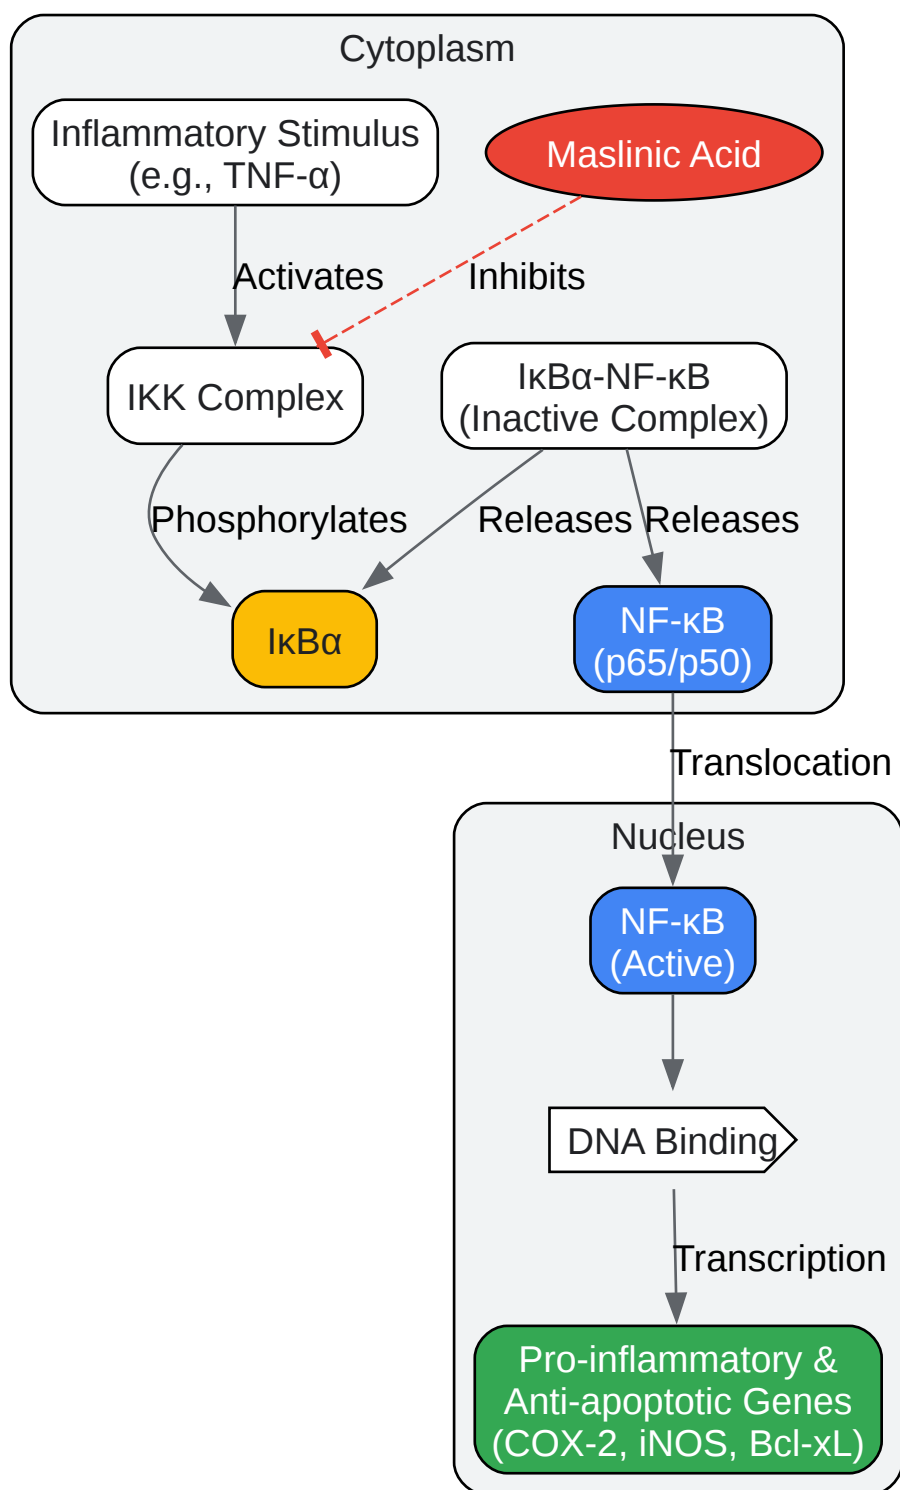 Cytoplasm
Inflammatory Stimulus
(e.g., TNF-α)
Maslinic Acid
Activates
Inhibits
IKK Complex
IκBα-NF-κB
(Inactive Complex)
Phosphorylates
Releases
Releases
IκBα
NF-κB
(p65/p50)
Translocation
Nucleus
NF-κB
(Active)
DNA Binding
Transcription
Pro-inflammatory &
Anti-apoptotic Genes
(COX-2, iNOS, Bcl-xL)